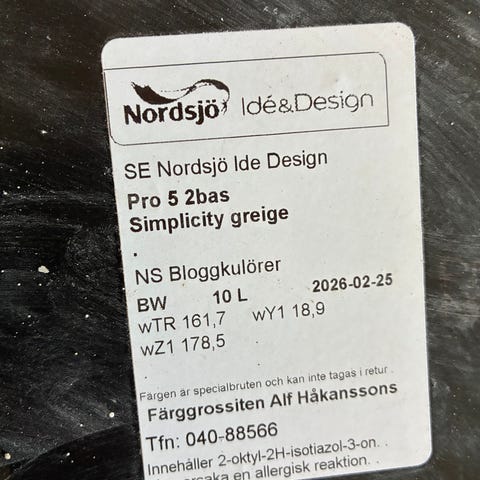 Nordsjö Idé&Design
SE Nordsjö Ide Design
Pro 5 2bas
Simplicity greige
.
NS Bloggkulörer
BW 10 L 2026-02-25
wTR 161,7 wY1 18,9
wZ1 178,5
.
Färgen är specialbruten och kan inte tagas i retur .
Färggrossiten Alf Håkanssons
Tfn: 040-88566
Innehåller 2-oktyl-2H-isotiazol-3-on. .
en allergisk reaktion. .